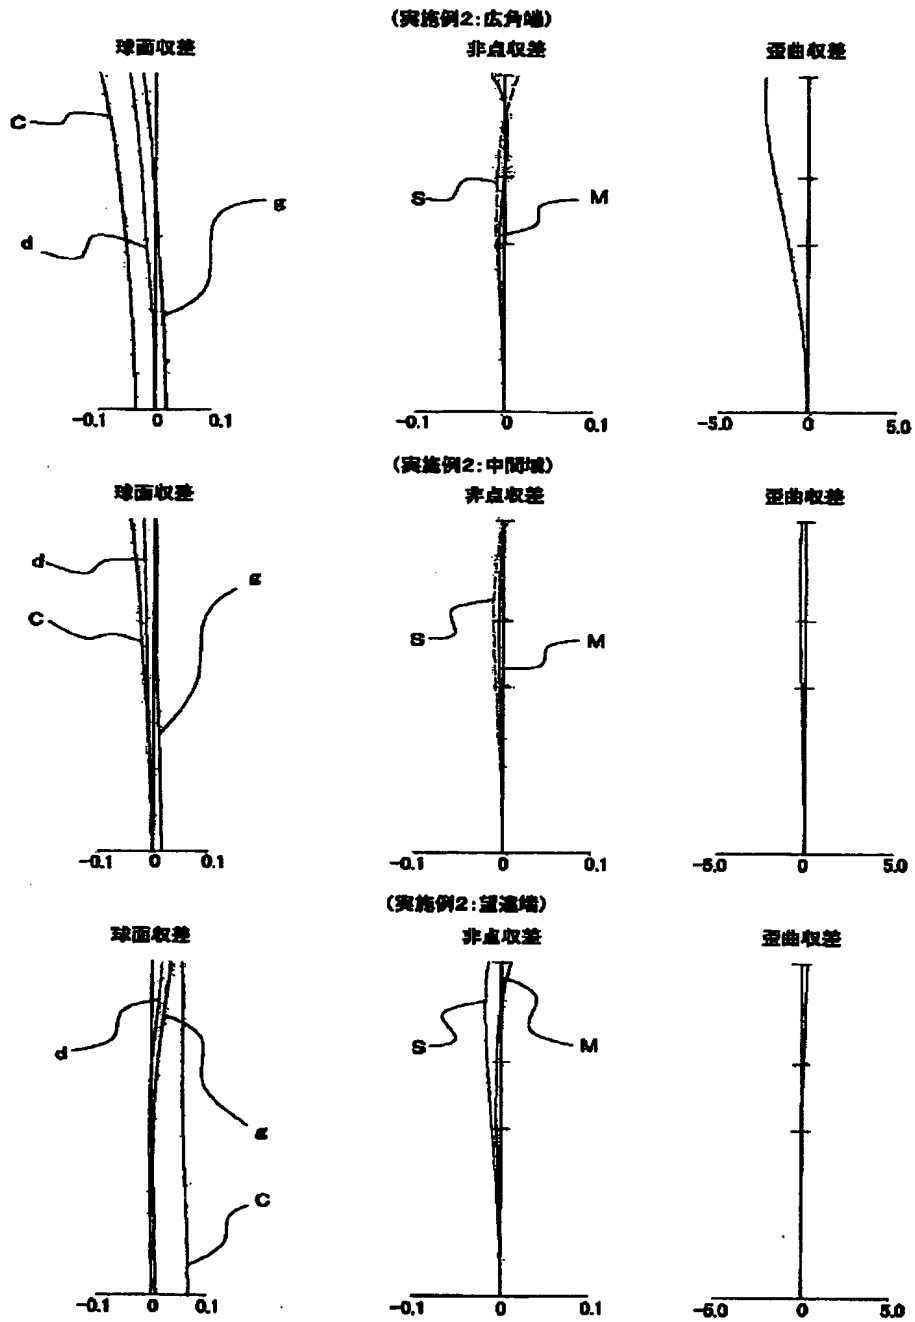 (実施例2:広角端)
球面収差
非点収差
歪曲収差
C
d
g
S
M
-0.1 0 0.1
-0.1 0 0.1
-5.0 0 5.0
(実施例2:中間域)
球面収差
非点収差
歪曲収差
d
C
g
S
M
-0.1 0 0.1
-0.1 0 0.1
-5.0 0 5.0
(実施例2:望遠端)
球面収差
非点収差
歪曲収差
d
g
C
S
M
-0.1 0 0.1
-0.1 0 0.1
-5.0 0 5.0